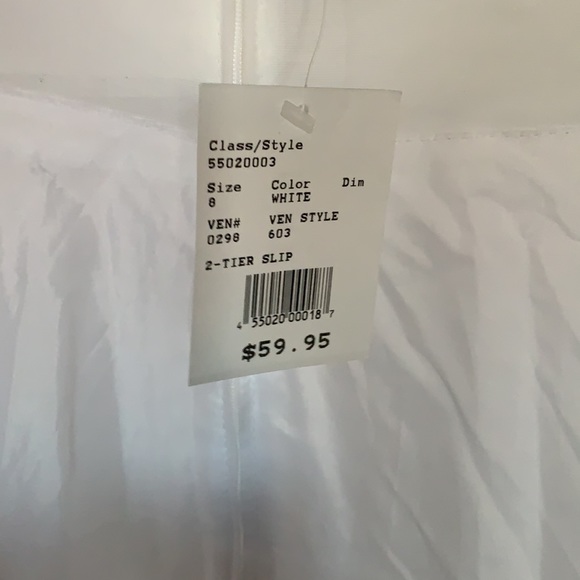 Class/Style
55020003
Size Color Dim
8 WHITE
VEN# VEN STYLE
0298 603
2-TIER SLIP
4 55020 00018 7
$59.95